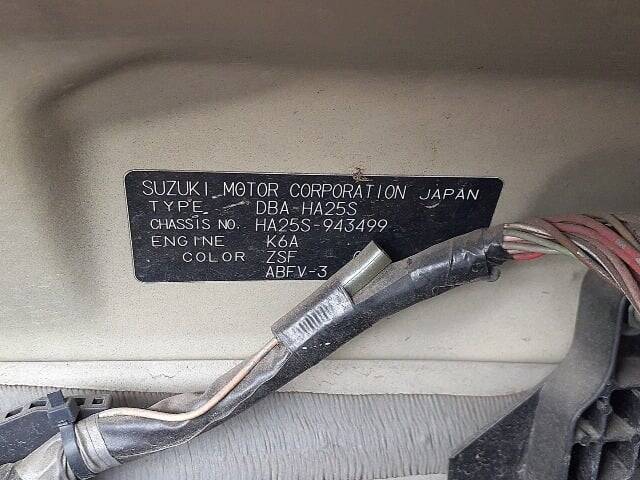 SUZUKI MOTOR CORPORATION JAPAN
TYPE DBA-HA25S
CHASSIS NO. HA25S-943499
ENGINE K6A
COLOR ZSF
ABFV-3